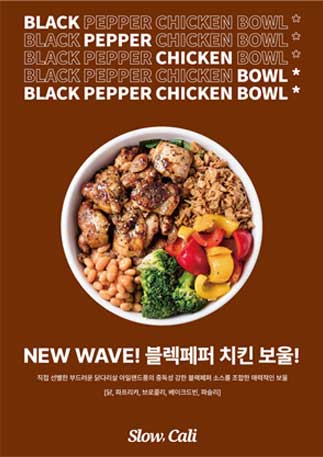 BLACK PEPPER CHICKEN BOWL ☆
BLACK PEPPER CHICKEN BOWL ☆
BLACK PEPPER CHICKEN BOWL ☆
BLACK PEPPER CHICKEN BOWL *
BLACK PEPPER CHICKEN BOWL *
NEW WAVE! 블렉페퍼 치킨 보울!
직접 선별한 부드러운 닭다리살 아일랜드풍의 중독성 강한 블랙페퍼 소스를 조합한 매력적인 보울
[닭, 파프리카, 브로콜리, 베이크드빈, 파슬리]
Slow, Cali